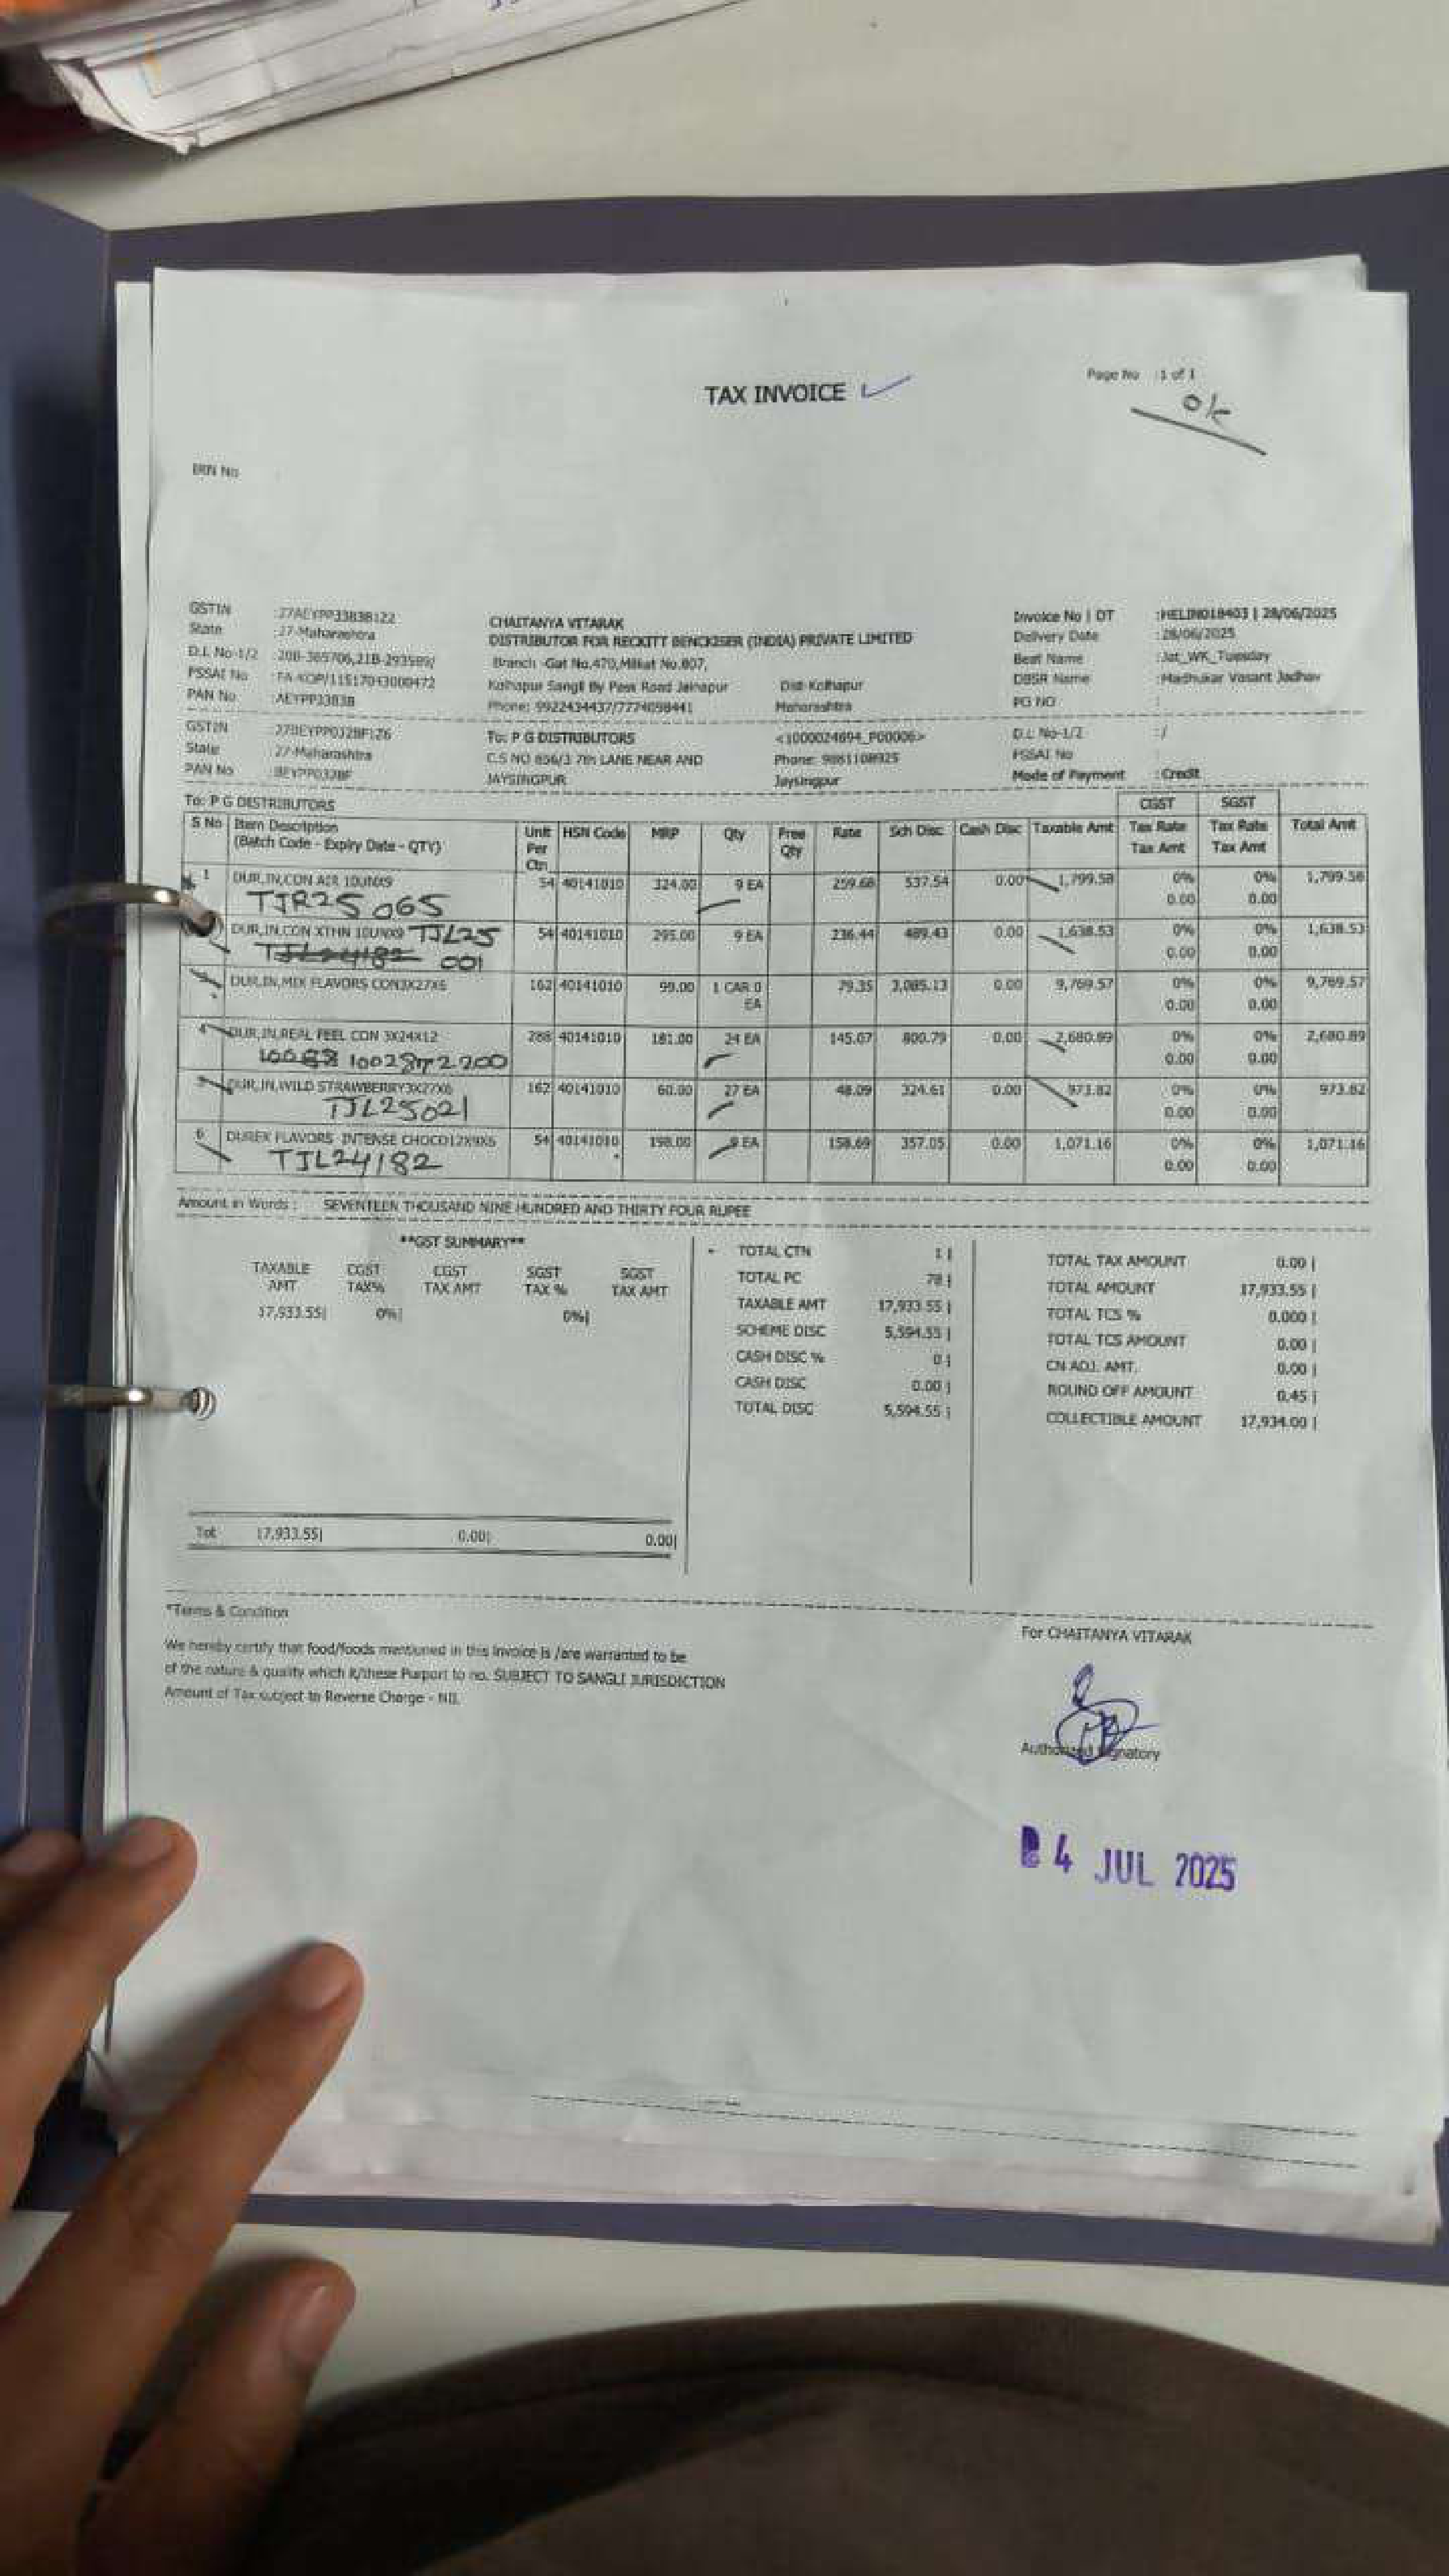 TAX INVOICE
Page No :1 of 1
o/k
IRN No
GSTIN
State :27-Maharashtra
D.L No-1/2 :20B-365706,21B-293589/
FSSAI No
PAN No :AEYPP3383B
CHAITANYA VITARAK
DISTRIBUTOR FOR RECKITT BENCKISER (INDIA) PRIVATE LIMITED
Branch -Gat No.470,Milkat No.807,
Kolhapur Sangli By Pass Road Jainapur Dist-Kolhapur
Phone: 9922434437/7774098441 Maharashtra
Invoice No | DT :HELIN018403 | 28/06/2025
Delivery Date :28/06/2025
Beat Name :Jat_WK_Tuesday
DBSR Name :Madhukar Vasant Jadhav
PO NO :
GSTIN
State :27-Maharashtra
PAN No :BEYPP0328F
To: P G DISTRIBUTORS <1000024694_P00006>
C.S NO 856/3 7th LANE NEAR AND Phone: 9881108925
JAYSINGPUR Jaysingpur
D.L No-1/2 :/
FSSAI No
Mode of Payment : Credit
To: P G DISTRIBUTORS
CGST SGST
S No Item Description Unit HSN Code MRP Qty Free Rate Sch Disc Cash Disc Taxable Amt Tax Rate Tax Rate Total Amt
(Batch Code - Expiry Date - QTY) Per Qty Tax Amt Tax Amt
Ctn
1 DUR,IN,CON AIR 10UNX9 54 40141010 324.00 9 EA 259.68 537.54 0.00 1,799.58 0% 0% 1,799.58
TJR25065 0.00 0.00
DUR,IN,CON XTHN 10UNX9 TJL25 54 40141010 295.00 9 EA 236.44 489.43 0.00 1,638.53 0% 0% 1,638.53
TJL24182 001 0.00 0.00
DUR,IN,MIX FLAVORS CON3X27X6 162 40141010 99.00 1 CAR 0 79.35 3,085.13 0.00 9,769.57 0% 0% 9,769.57
EA 0.00 0.00
4 DUR,IN,REAL FEEL CON 3X24X12 288 40141010 181.00 24 EA 145.07 800.79 0.00 2,680.89 0% 0% 2,680.89
0.00 0.00
DUR,IN,WILD STRAWBERRY3X27X6 162 40141010 60.00 27 EA 48.09 324.61 0.00 973.82 0% 0% 973.82
TJL25021 0.00 0.00
6 DUREX FLAVORS INTENSE CHOCO12X9X6 54 40141010 198.00 9 EA 158.69 357.05 0.00 1,071.16 0% 0% 1,071.16
TJL24182 0.00 0.00
Amount in Words : SEVENTEEN THOUSAND NINE HUNDRED AND THIRTY FOUR RUPEE
**GST SUMMARY**
TAXABLE CGST CGST SGST SGST
AMT TAX% TAX AMT TAX % TAX AMT
17,933.55| 0%| 0%|
TOTAL CTN 1 |
TOTAL PC 78 |
TAXABLE AMT 17,933.55 |
SCHEME DISC 5,594.55 |
CASH DISC % 0 |
CASH DISC 0.00 |
TOTAL DISC 5,594.55 |
TOTAL TAX AMOUNT 0.00 |
TOTAL AMOUNT 17,933.55 |
TOTAL TCS % 0.000 |
TOTAL TCS AMOUNT 0.00 |
CN ADJ. AMT. 0.00 |
ROUND OFF AMOUNT 0.45 |
COLLECTIBLE AMOUNT 17,934.00 |
Tot 17,933.55| 0.00| 0.00|
*Terms & Condition
We hereby certify that food/foods mentioned in this Invoice is /are warranted to be
of the nature & quality which it/these Purport to no. SUBJECT TO SANGLI JURISDICTION
Amount of Tax subject to Reverse Charge - NIL
For CHAITANYA VITARAK
Authorized Signatory
4 JUL 2025